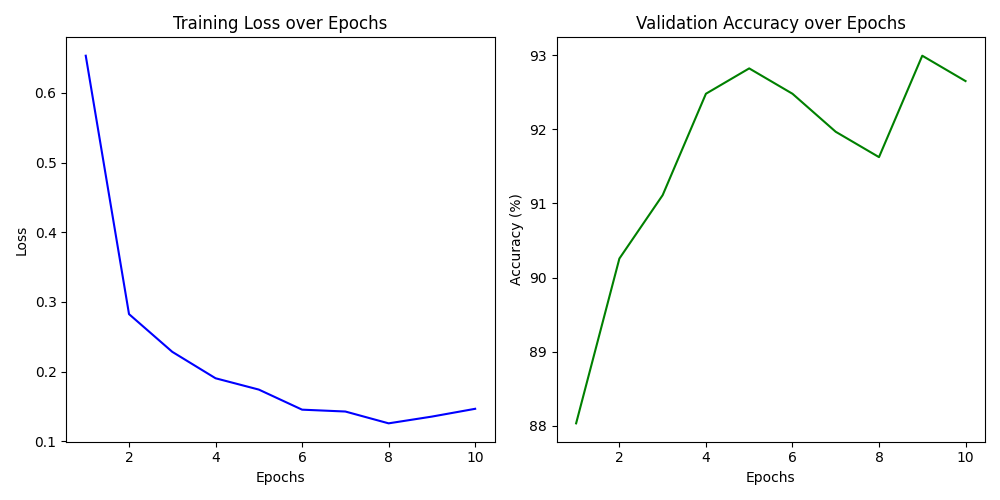 Training Loss over Epochs
0.6
0.5
0.4
0.3
0.2
0.1
Loss
2 4 6 8 10
Epochs
Validation Accuracy over Epochs
93
92
91
90
89
88
Accuracy (%)
2 4 6 8 10
Epochs